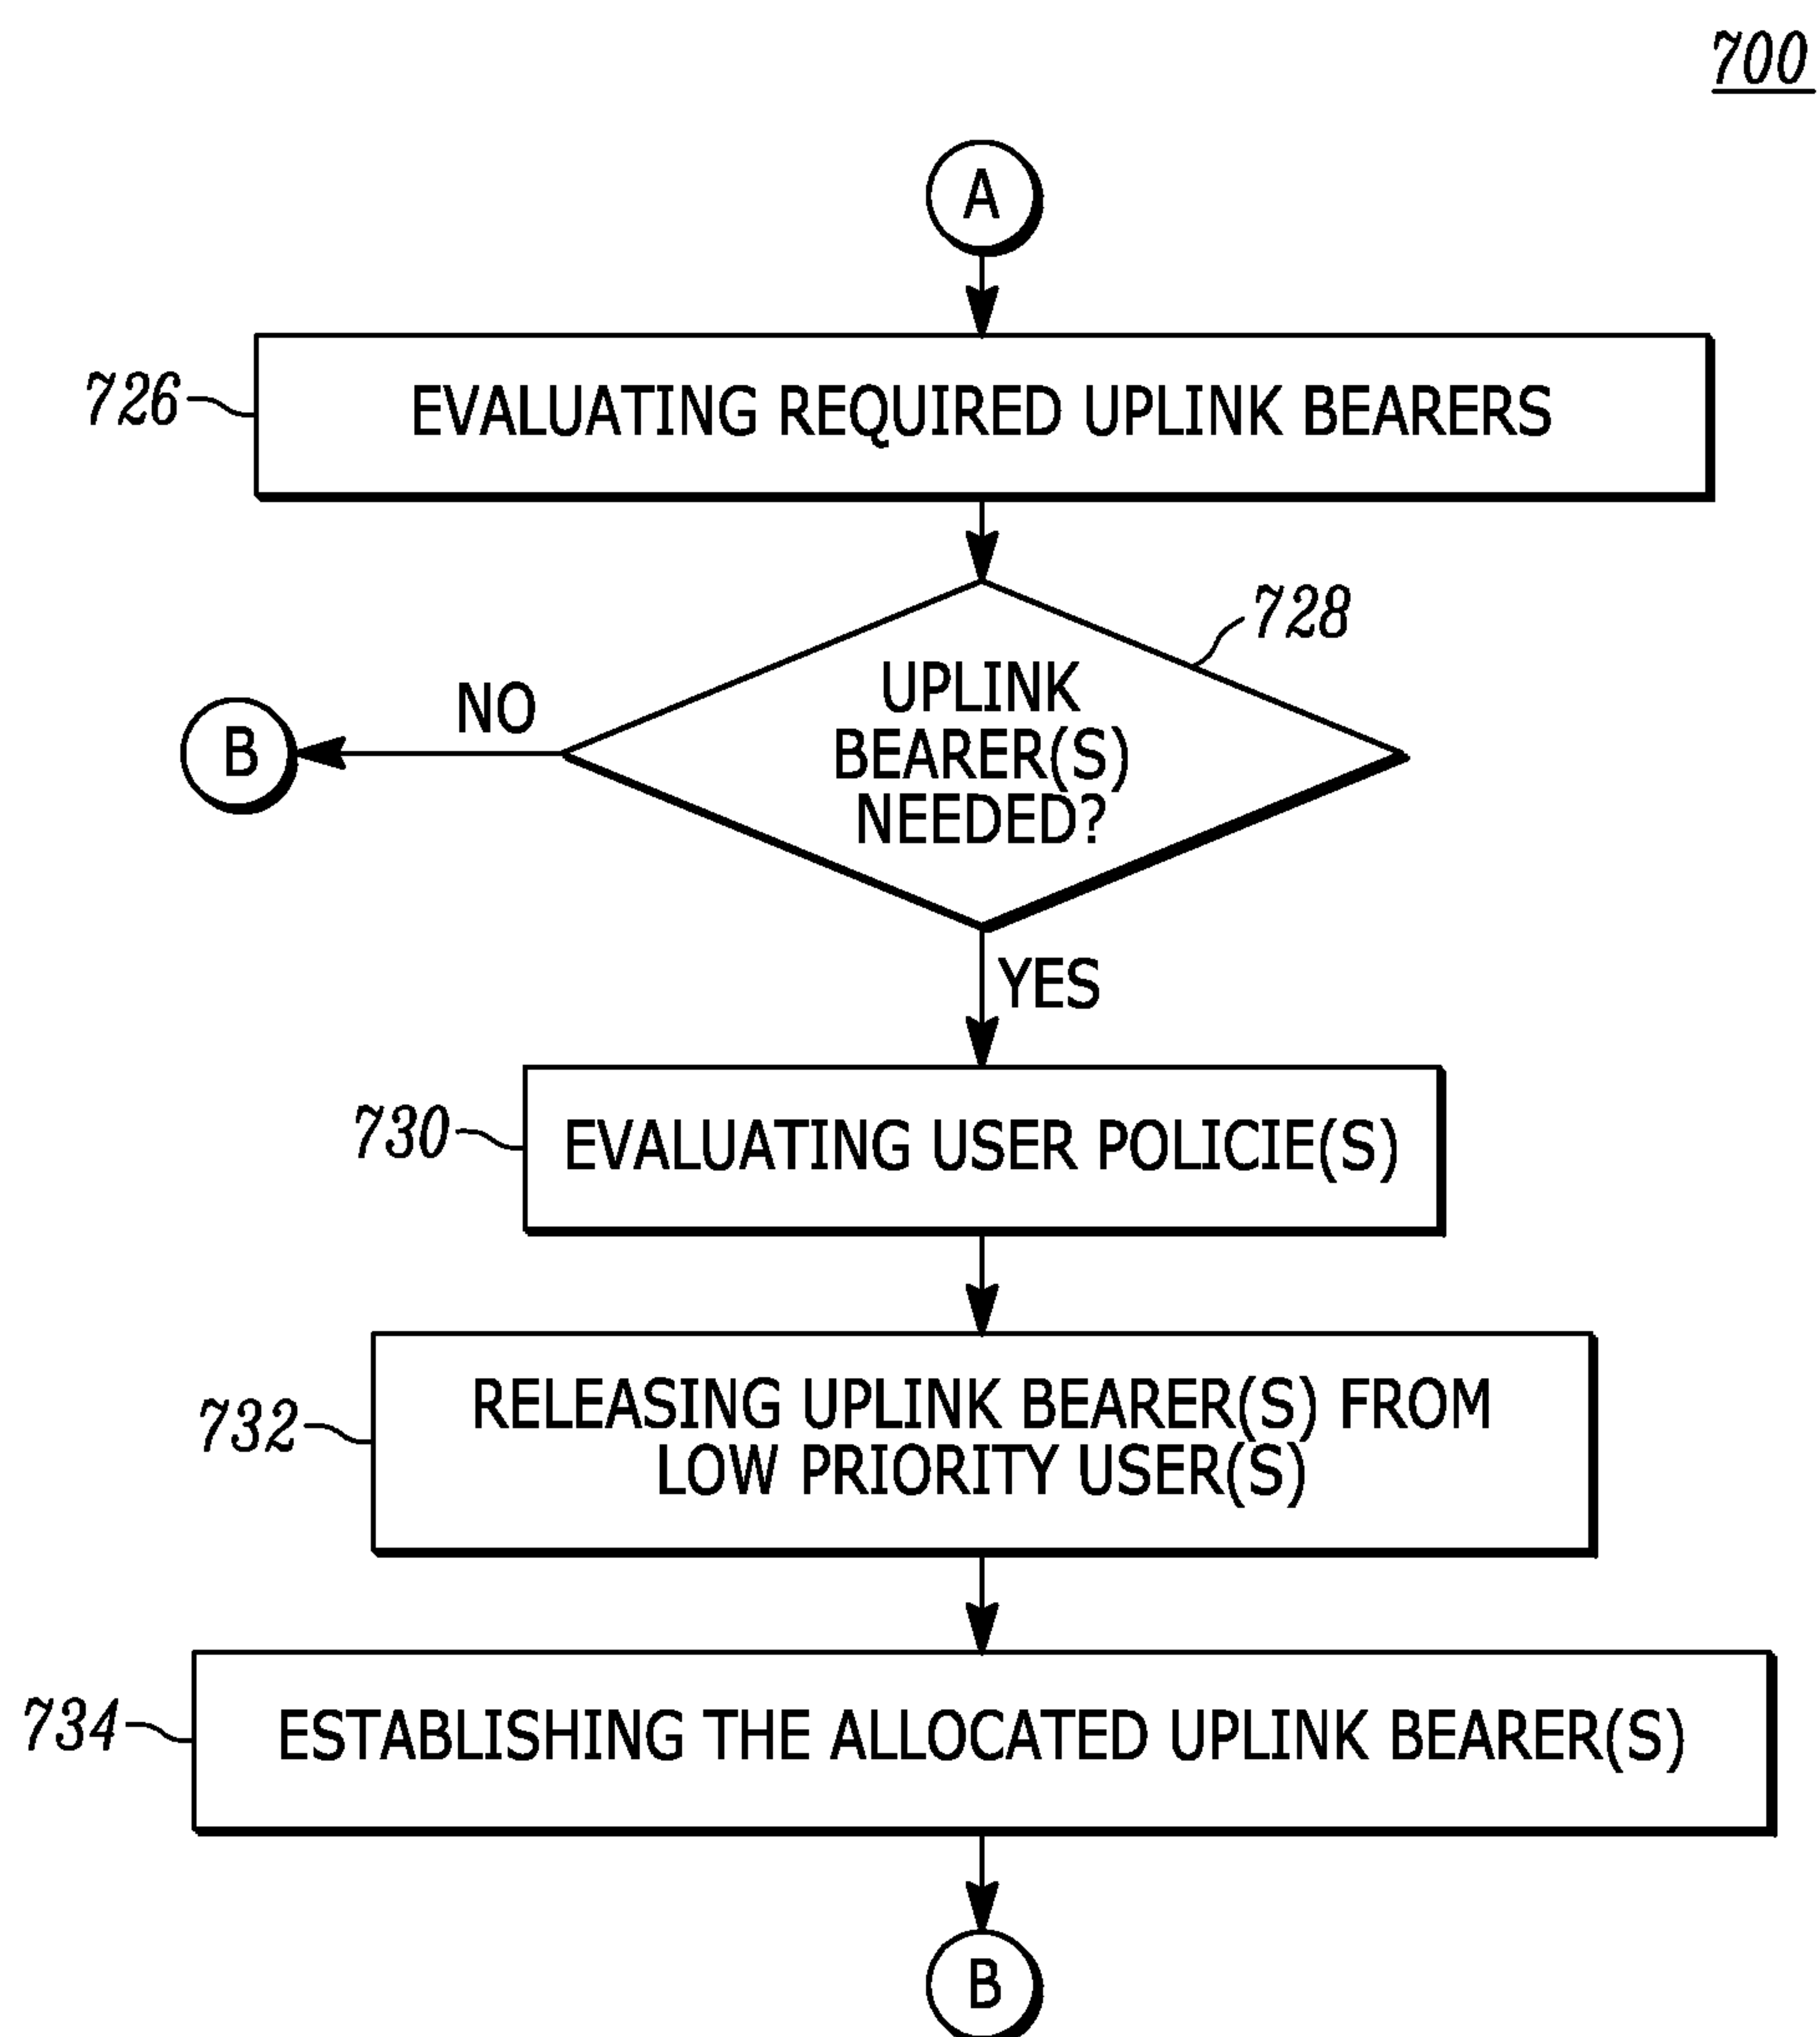 700
A
726
EVALUATING REQUIRED UPLINK BEARERS
728
UPLINK
BEARER(S)
NEEDED?
NO
B
YES
730
EVALUATING USER POLICIE(S)
732
RELEASING UPLINK BEARER(S) FROM
LOW PRIORITY USER(S)
734
ESTABLISHING THE ALLOCATED UPLINK BEARER(S)
B